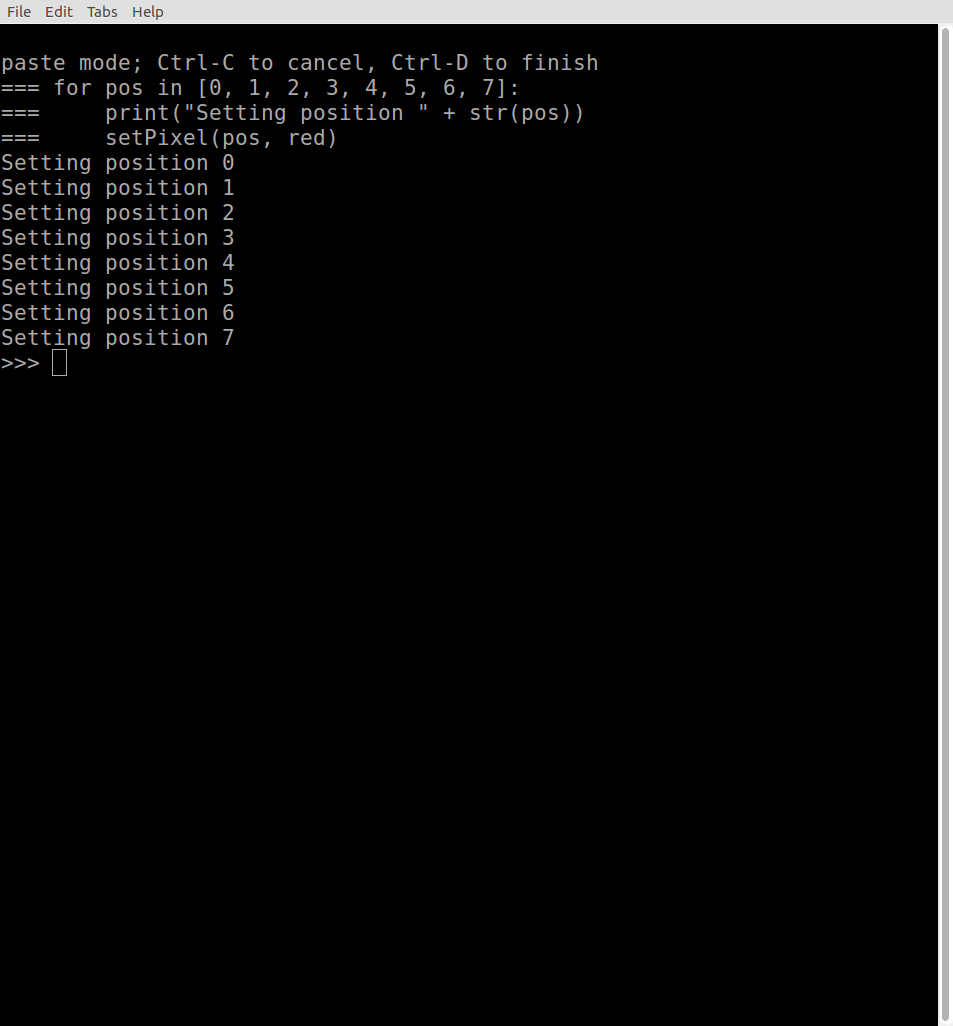 File Edit Tabs Help
paste mode; Ctrl-C to cancel, Ctrl-D to finish
=== for pos in [0, 1, 2, 3, 4, 5, 6, 7]:
===     print("Setting position " + str(pos))
===     setPixel(pos, red)
Setting position 0
Setting position 1
Setting position 2
Setting position 3
Setting position 4
Setting position 5
Setting position 6
Setting position 7
>>>